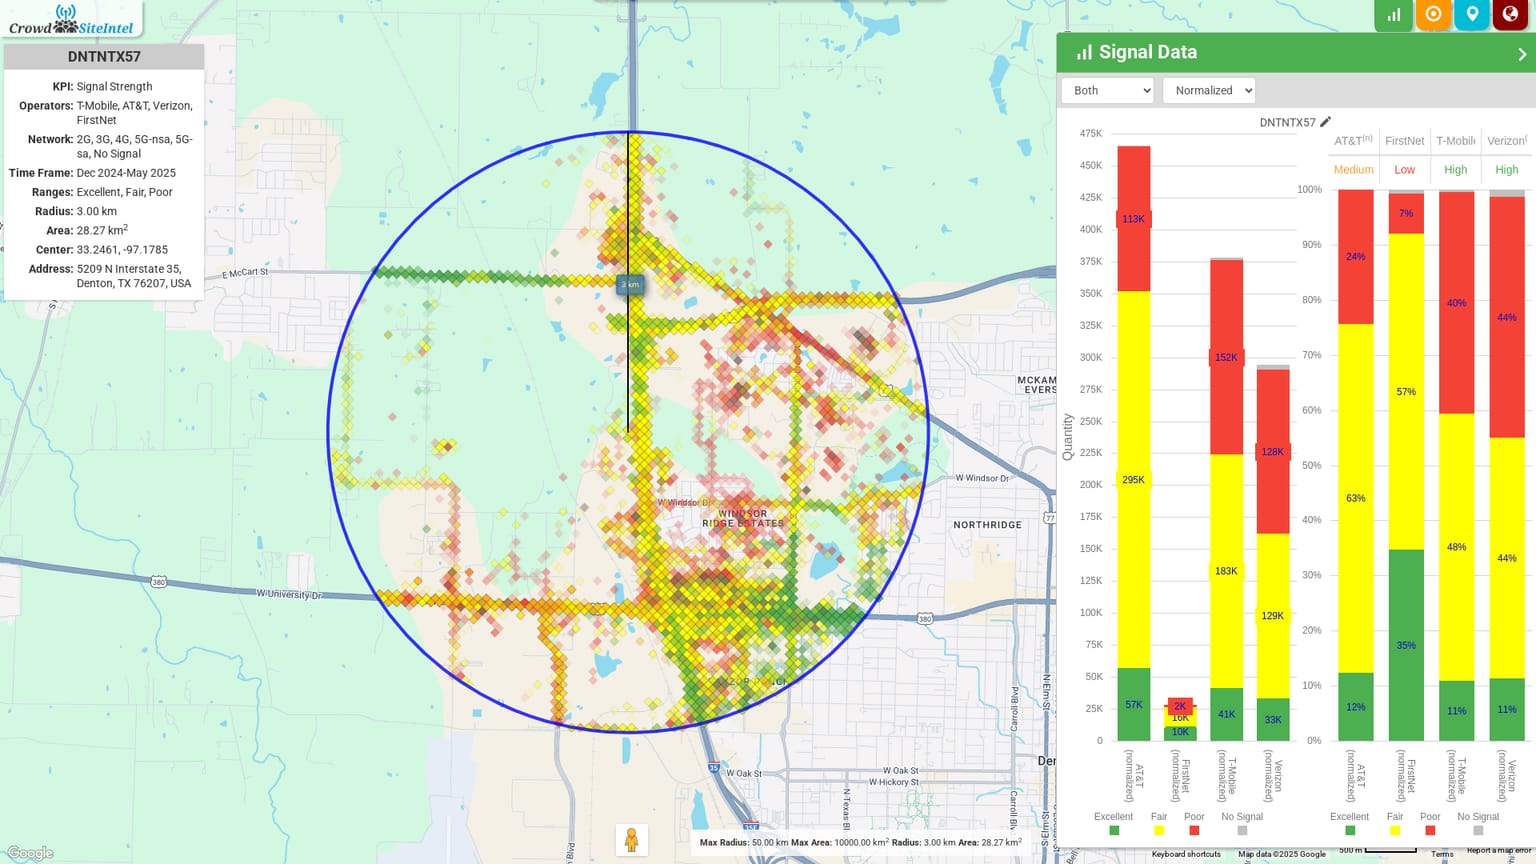 Crowd SiteIntel
DNTNTX57
KPI: Signal Strength
Operators: T-Mobile, AT&T, Verizon,
FirstNet
Network: 2G, 3G, 4G, 5G-nsa, 5G-
sa, No Signal
Time Frame: Dec 2024-May 2025
Ranges: Excellent, Fair, Poor
Radius: 3.00 km
Area: 28.27 km²
Center: 33.2461, -97.1785
Address: 5209 N Interstate 35,
Denton, TX 76207, USA
E McCart St
3 km
MCKAM
EVERS
W Windsor Dr
W Windsor Dr
WINDSOR
RIDGE ESTATES
NORTHRIDGE
77
380
W University Dr
380
35
W Oak St
W Oak St
W Hickory St
Den
N Elm St
Carroll Blvd
N Texas Bl
35E
Google
Max Radius: 50.00 km Max Area: 10000.00 km² Radius: 3.00 km Area: 28.27 km²
Signal Data
Both
Normalized
DNTNTX57
475K
450K
425K
400K
375K
350K
325K
300K
275K
250K
225K
200K
175K
150K
125K
100K
75K
50K
25K
0
Quantity
113K
295K
57K
2K
16K
10K
152K
183K
41K
128K
129K
33K
AT&T (normalized)
FirstNet (normalized)
T-Mobile (normalized)
Verizon (normalized)
Excellent Fair Poor No Signal
AT&T(n) FirstNet T-Mobile Verizon(
Medium Low High High
100%
90%
80%
70%
60%
50%
40%
30%
20%
10%
0%
24%
63%
12%
7%
57%
35%
40%
48%
11%
44%
44%
11%
AT&T (normalized)
FirstNet (normalized)
T-Mobile (normalized)
Verizon (normalized)
Excellent Fair Poor No Signal
Keyboard shortcuts Map data ©2025 Google 500 m Terms Report a map error